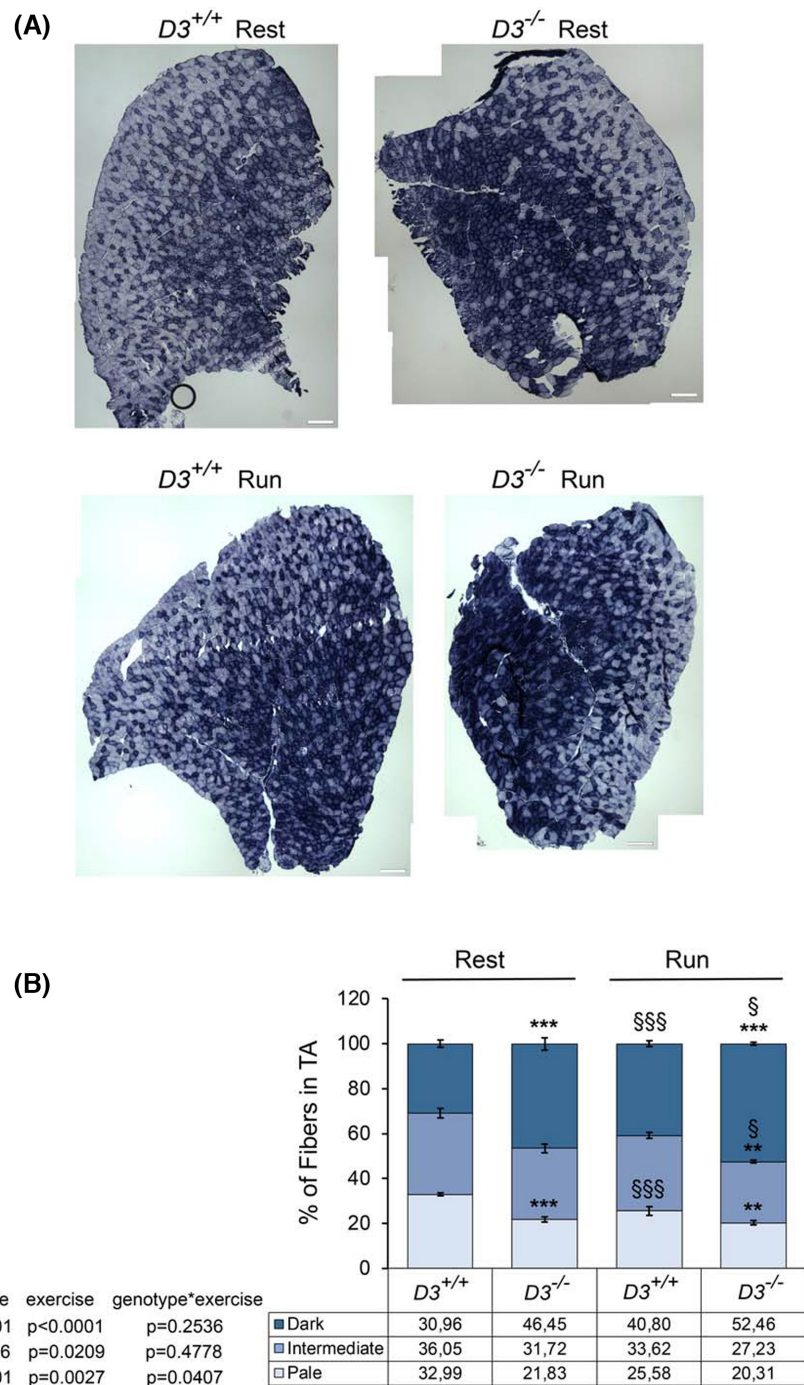 (A)
D3+/+ Rest
D3-/- Rest
D3+/+ Run
D3-/- Run
(B)
Rest Run
120
100
80
60
40
20
0
% of Fibers in TA
***
§§§
§
***
§
**
***
§§§
**
D3+/+ D3-/- D3+/+ D3-/-
Dark 30,96 46,45 40,80 52,46
Intermediate 36,05 31,72 33,62 27,23
Pale 32,99 21,83 25,58 20,31
e exercise genotype*exercise
01 p<0.0001 p=0.2536
6 p=0.0209 p=0.4778
01 p=0.0027 p=0.0407